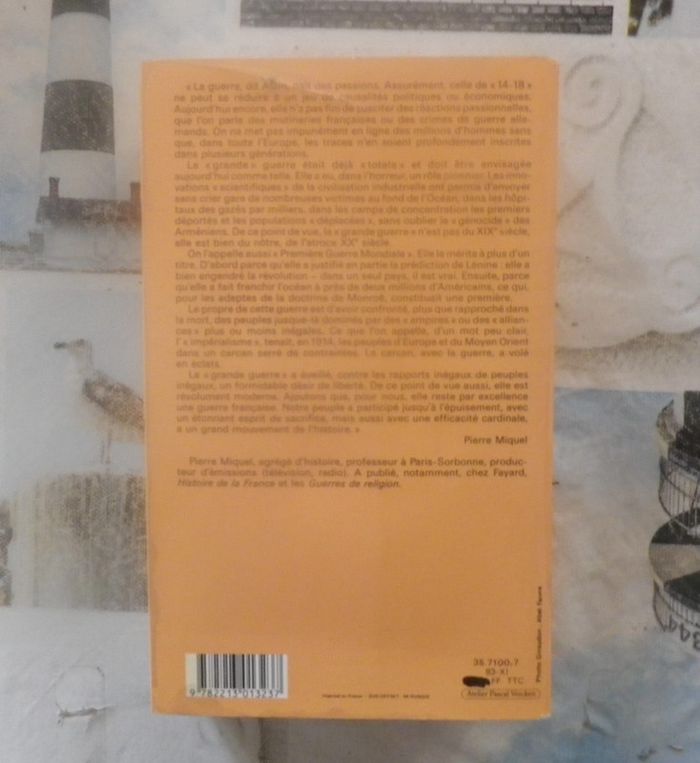 « La guerre, dit Alain, naît des passions. Assurément, celle de « 14-18 »
ne peut se réduire à un jeu de causalités politiques ou économiques.
Aujourd'hui encore, elle n'a pas fini de susciter des réactions passionnelles,
que l'on parle des mutineries françaises ou des crimes de guerre alle-
mands. On ne met pas impunément en ligne des millions d'hommes sans
que, dans toute l'Europe, les traces n'en soient profondément inscrites
dans plusieurs générations.
La « grande » guerre était déjà « totale » et doit être envisagée
aujourd'hui comme telle. Elle a eu, dans l'horreur, un rôle pionnier. Les inno-
vations « scientifiques » de la civilisation industrielle ont permis d'envoyer
sans crier gare de nombreuses victimes au fond de l'Océan, dans les hôpi-
taux des gazés par milliers, dans les camps de concentration les premiers
déportés et les populations « déplacées », sans oublier le « génocide » des
Arméniens. De ce point de vue, la « grande guerre » n'est pas du XIXe siècle,
elle est bien du nôtre, de l'atroce XXe siècle.
On l'appelle aussi « Première Guerre Mondiale ». Elle le mérite à plus d'un
titre. D'abord parce qu'elle a justifié en partie la prédiction de Lénine : elle a
bien engendré la révolution – dans un seul pays, il est vrai. Ensuite, parce
qu'elle a fait franchir l'océan à près de deux millions d'Américains, ce qui,
pour les adeptes de la doctrine de Monroë, constituait une première.
Le propre de cette guerre est d'avoir confronté, plus que rapproché dans
la mort, des peuples jusque-là dominés par des « empires » ou des « allian-
ces » plus ou moins inégales. Ce que l'on appelle, d'un mot peu clair,
l'« impérialisme », tenait, en 1914, les peuples d'Europe et du Moyen Orient
dans un carcan serré de contraintes. Le carcan, avec la guerre, a volé
en éclats.
La « grande guerre » a éveillé, contre les rapports inégaux de peuples
inégaux, un formidable désir de liberté. De ce point de vue aussi, elle est
résolument moderne. Ajoutons que, pour nous, elle reste par excellence
une guerre française. Notre peuple a participé jusqu'à l'épuisement, avec
un étonnant esprit de sacrifice, mais aussi avec une efficacité cardinale,
à un grand mouvement de l'histoire. »
Pierre Miquel
Pierre Miquel, agrégé d'histoire, professeur à Paris-Sorbonne, produc-
teur d'émissions (télévision, radio). A publié, notamment, chez Fayard,
Histoire de la France et les Guerres de religion.
Photo Giraudon
35.7100.7
93-XI
FF TTC
Atelier Pascal Vercken
9 782213 013237
Imprimé en France
344